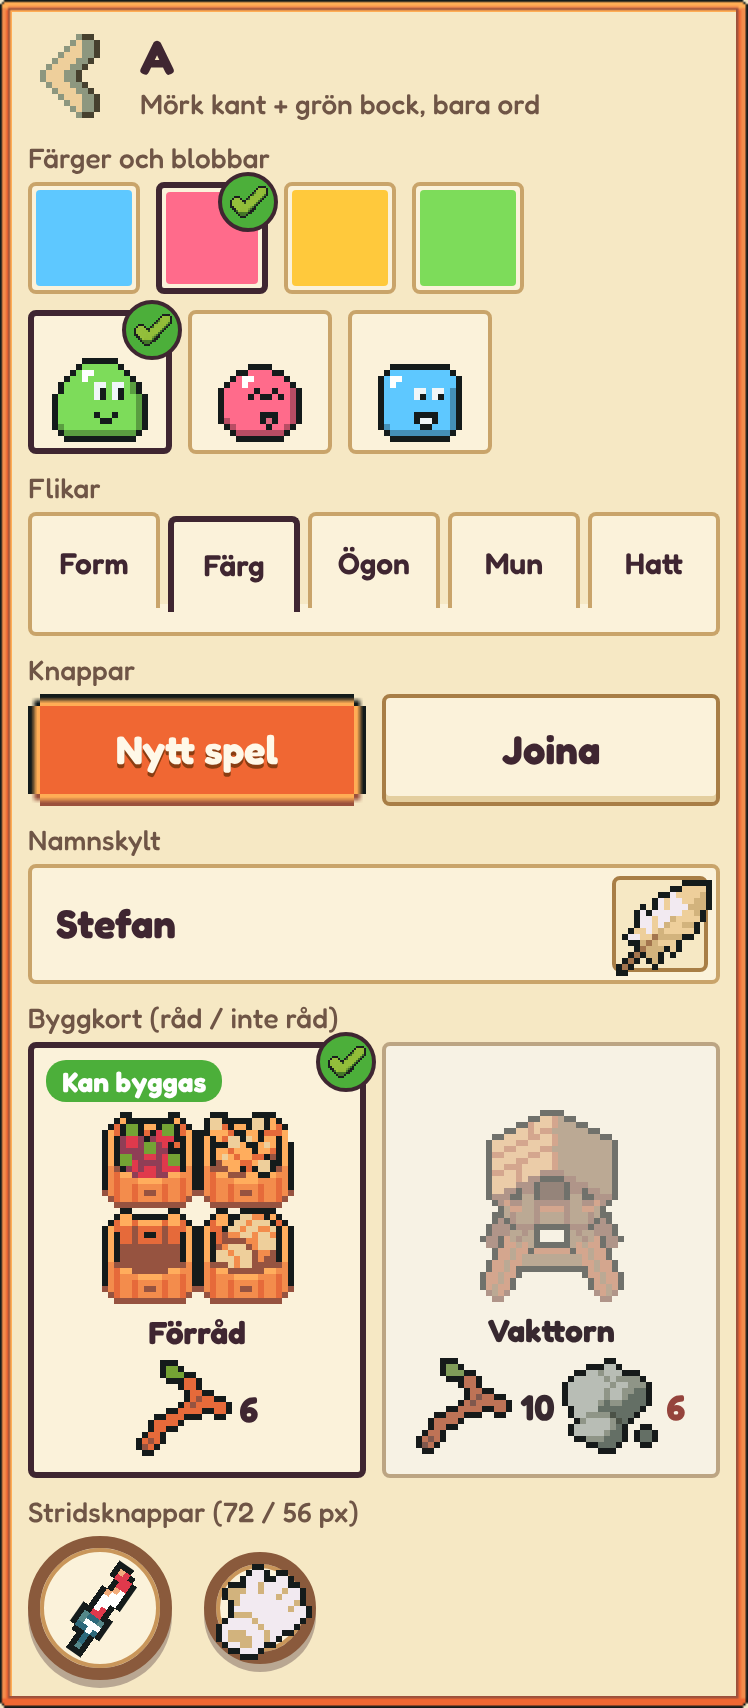 A
Mörk kant + grön bock, bara ord
Färger och blobbar
Flikar
Form
Färg
Ögon
Mun
Hatt
Knappar
Nytt spel
Joina
Namnskylt
Stefan
Byggkort (råd / inte råd)
Kan byggas
Förråd
6
Vakttorn
10
6
Stridsknappar (72 / 56 px)